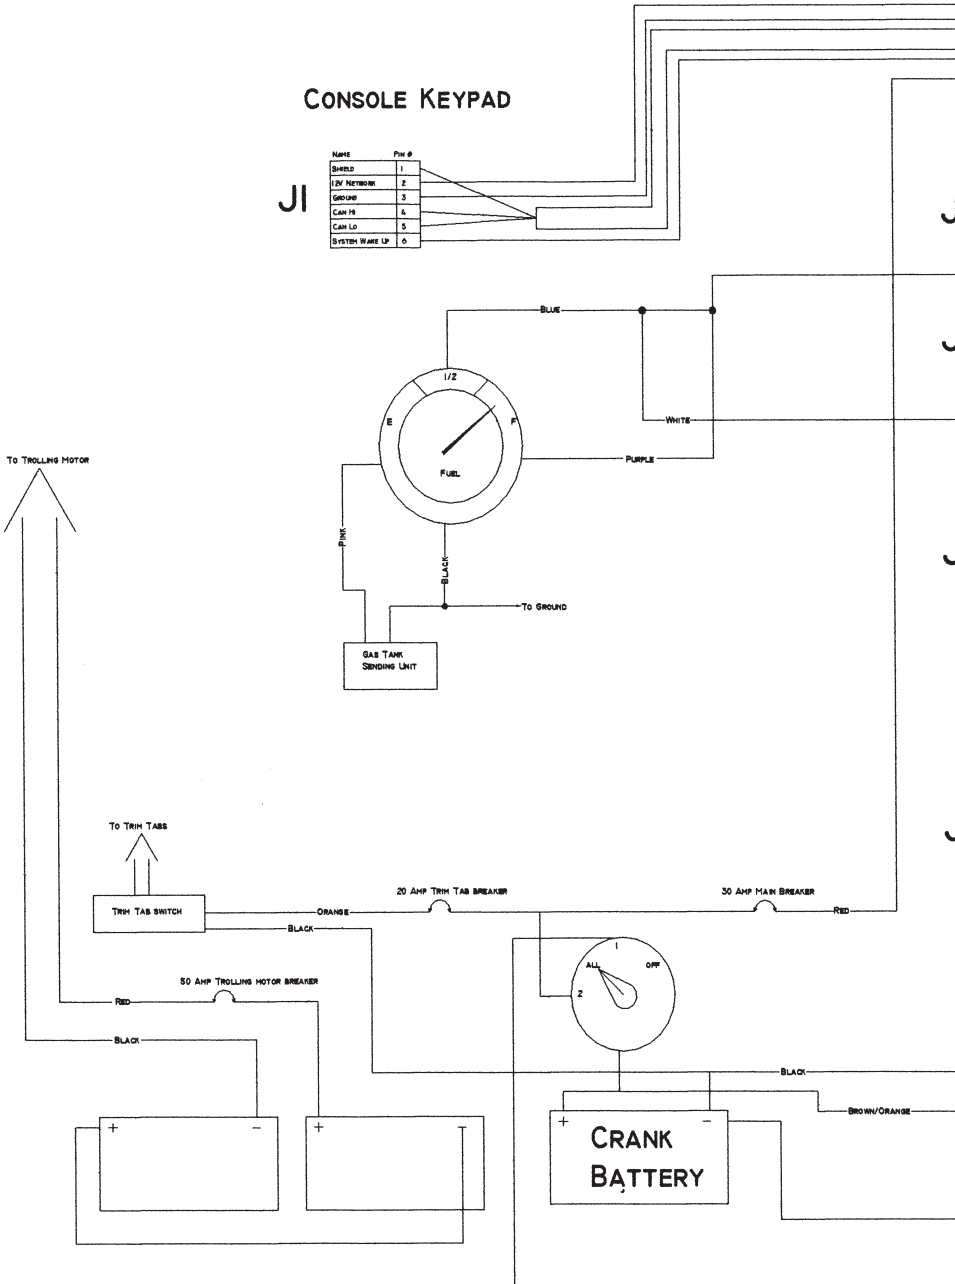 CONSOLE KEYPAD
NAME PIN #
J1
SHIELD 1
12V NETWORK 2
GROUND 3
CAN HI 4
CAN LO 5
SYSTEM WAKE UP 6
BLUE
1/2
E
F
WHITE
PURPLE
FUEL
TO TROLLING MOTOR
PINK
BLACK
TO GROUND
GAS TANK
SENDING UNIT
TO TRIM TABS
20 AMP TRIM TAB BREAKER
30 AMP MAIN BREAKER
TRIM TAB SWITCH
ORANGE
RED
BLACK
1
ALL
OFF
2
50 AMP TROLLING MOTOR BREAKER
RED
BLACK
BLACK
BROWN/ORANGE
+ -
+ -
+ -
CRANK
BATTERY